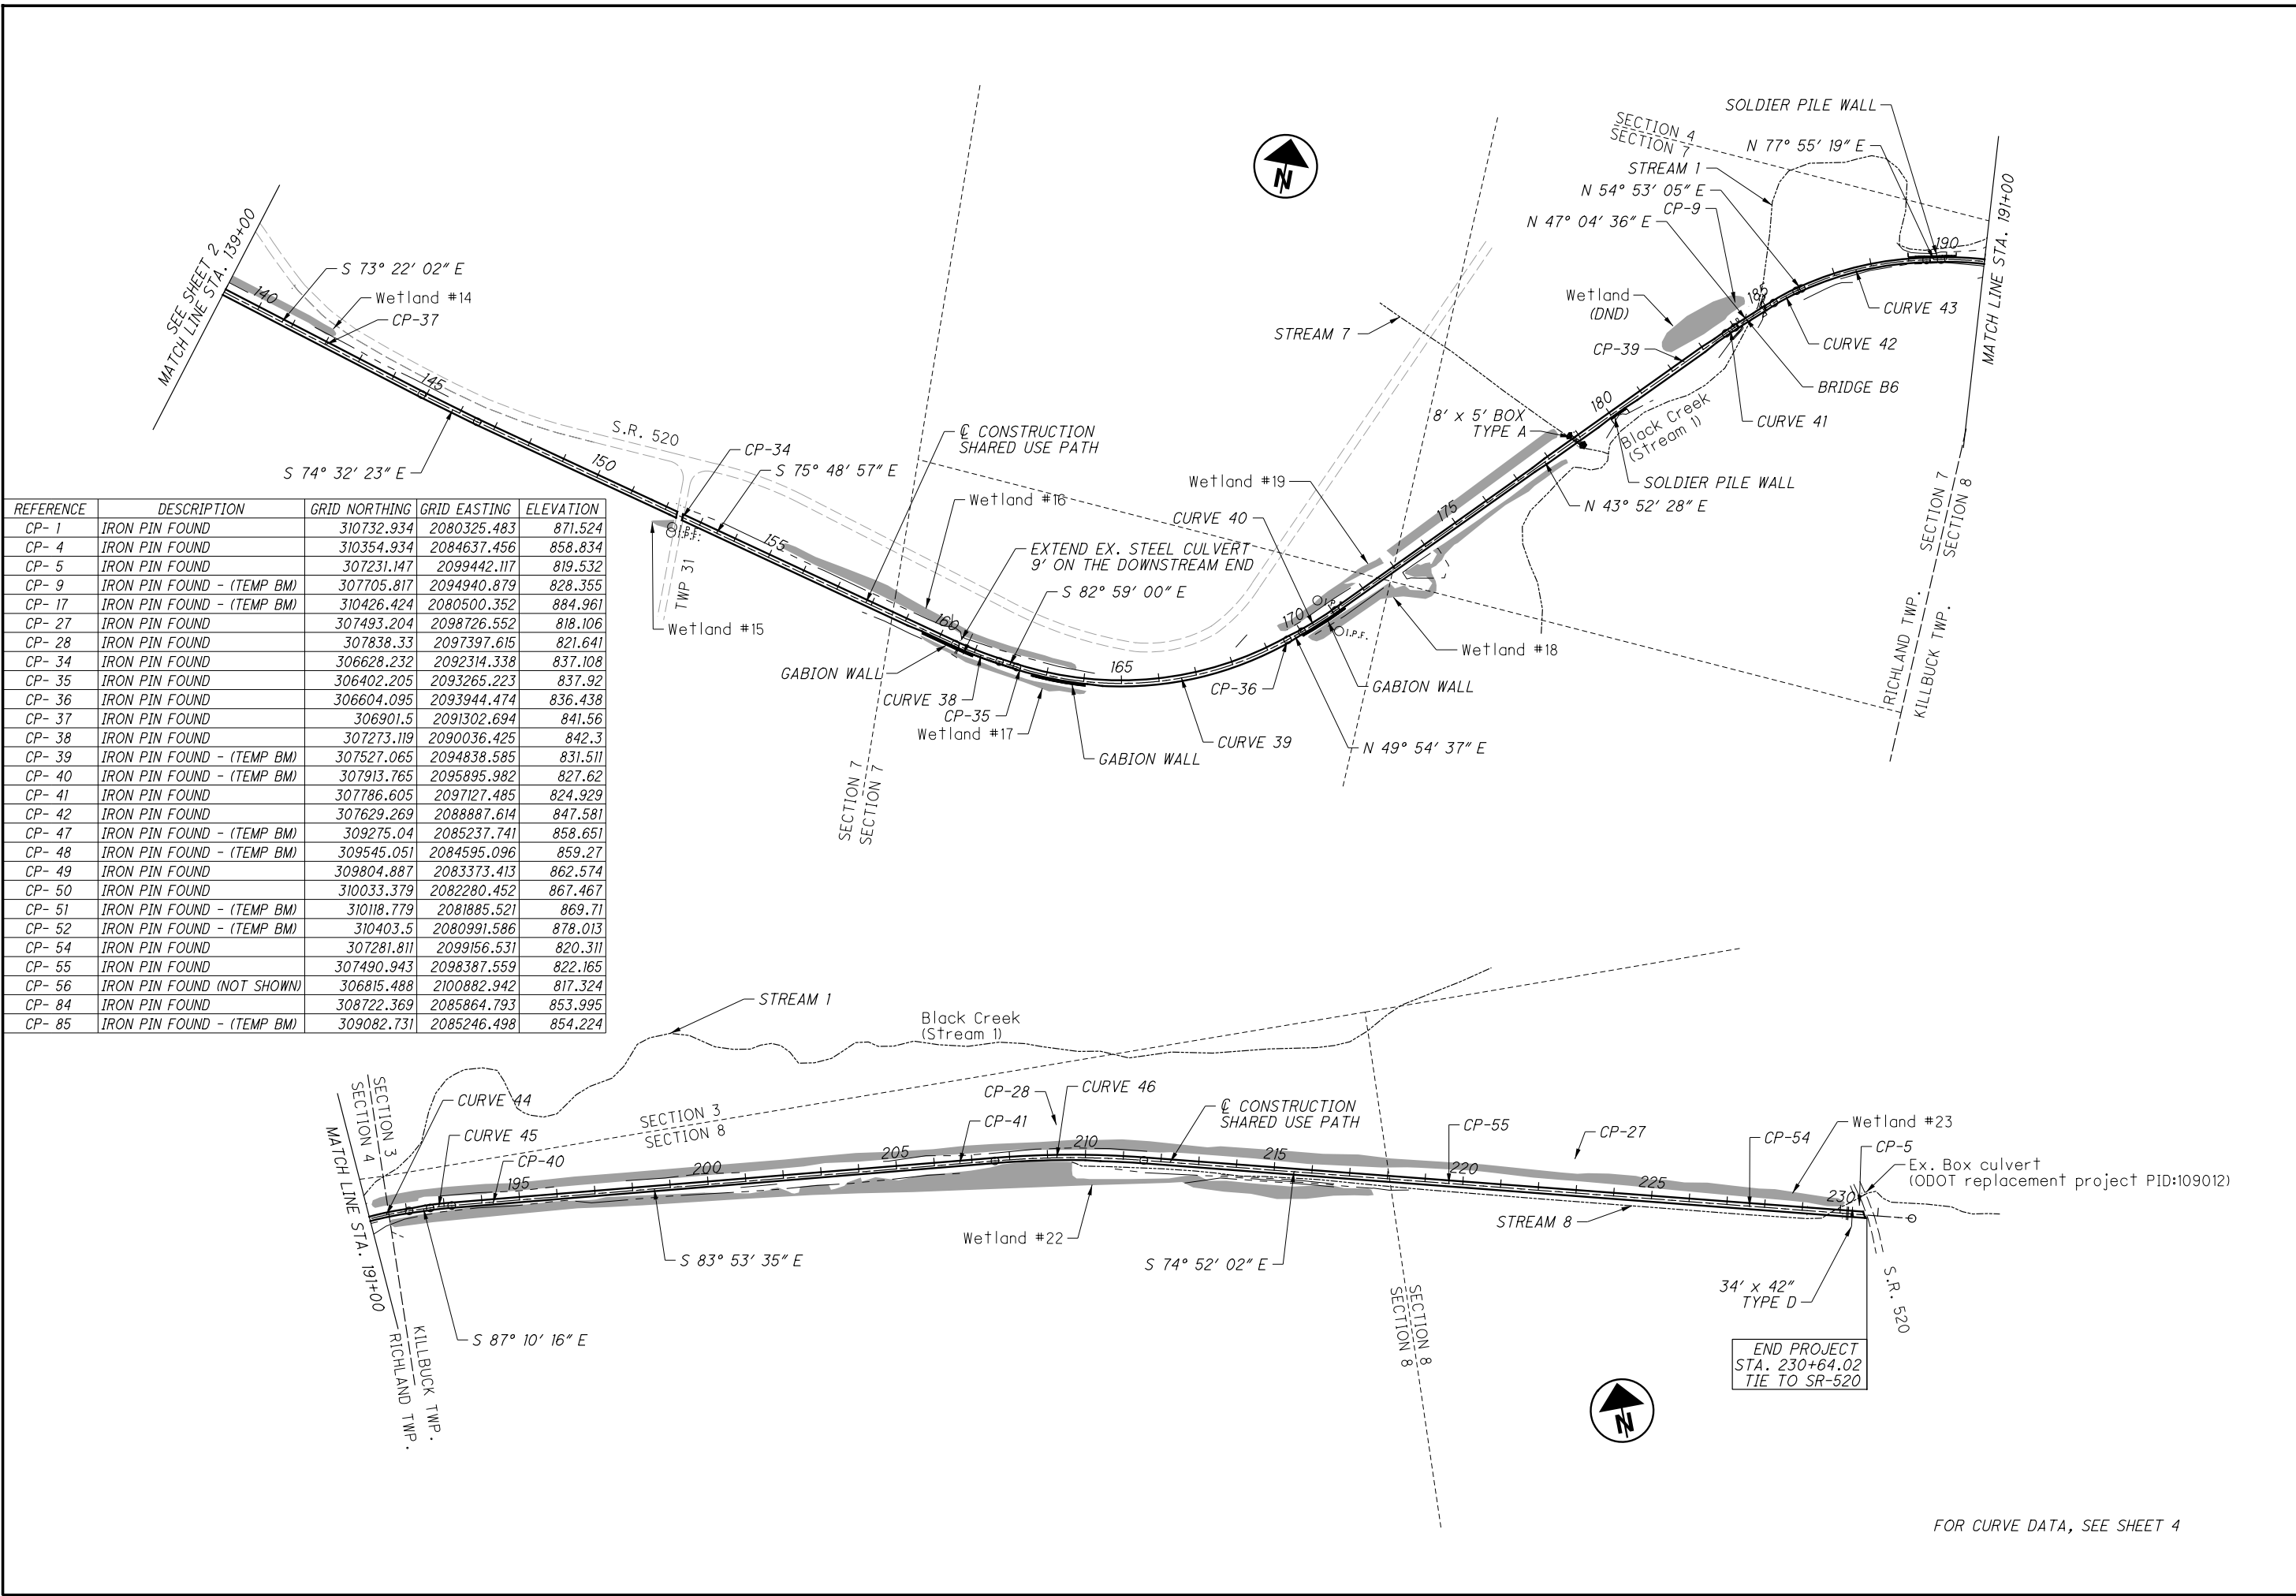 SOLDIER PILE WALL
SECTION 4
SECTION 7
N 77° 55' 19" E
STREAM 1
N 54° 53' 05" E
CP-9
N 47° 04' 36" E
MATCH LINE STA. 191+00
N
SEE SHEET 2
MATCH LINE STA. 139+00
140
S 73° 22' 02" E
Wetland #14
CP-37
145
S.R. 520
150
S 74° 32' 23" E
CP-34
S 75° 48' 57" E
I.P.F.
TWP 31
Wetland #15
155
℄ CONSTRUCTION
SHARED USE PATH
Wetland #16
EXTEND EX. STEEL CULVERT
9' ON THE DOWNSTREAM END
S 82° 59' 00" E
160
GABION WALL
CURVE 38
CP-35
Wetland #17
165
GABION WALL
CURVE 39
CP-36
N 49° 54' 37" E
GABION WALL
Wetland #18
I.P.F.
I.P.F.
170
CURVE 40
Wetland #19
175
N 43° 52' 28" E
SOLDIER PILE WALL
8' x 5' BOX
TYPE A
STREAM 7
180
Black Creek
(Stream 1)
CP-39
Wetland
(DND)
185
190
CURVE 43
CURVE 42
BRIDGE B6
CURVE 41
SECTION 7
SECTION 8
RICHLAND TWP.
KILLBUCK TWP.
SECTION 7
SECTION 7
REFERENCE DESCRIPTION GRID NORTHING GRID EASTING ELEVATION
CP- 1 IRON PIN FOUND 310732.934 2080325.483 871.524
CP- 4 IRON PIN FOUND 310354.934 2084637.456 858.834
CP- 5 IRON PIN FOUND 307231.147 2099442.117 819.532
CP- 9 IRON PIN FOUND - (TEMP BM) 307705.817 2094940.879 828.355
CP- 17 IRON PIN FOUND - (TEMP BM) 310426.424 2080500.352 884.961
CP- 27 IRON PIN FOUND 307493.204 2098726.552 818.106
CP- 28 IRON PIN FOUND 307838.33 2097397.615 821.641
CP- 34 IRON PIN FOUND 306628.232 2092314.338 837.108
CP- 35 IRON PIN FOUND 306402.205 2093265.223 837.92
CP- 36 IRON PIN FOUND 306604.095 2093944.474 836.438
CP- 37 IRON PIN FOUND 306901.5 2091302.694 841.56
CP- 38 IRON PIN FOUND 307273.119 2090036.425 842.3
CP- 39 IRON PIN FOUND - (TEMP BM) 307527.065 2094838.585 831.511
CP- 40 IRON PIN FOUND - (TEMP BM) 307913.765 2095895.982 827.62
CP- 41 IRON PIN FOUND 307786.605 2097127.485 824.929
CP- 42 IRON PIN FOUND 307629.269 2088887.614 847.581
CP- 47 IRON PIN FOUND - (TEMP BM) 309275.04 2085237.741 858.651
CP- 48 IRON PIN FOUND - (TEMP BM) 309545.051 2084595.096 859.27
CP- 49 IRON PIN FOUND 309804.887 2083373.413 862.574
CP- 50 IRON PIN FOUND 310033.379 2082280.452 867.467
CP- 51 IRON PIN FOUND - (TEMP BM) 310118.779 2081885.521 869.71
CP- 52 IRON PIN FOUND - (TEMP BM) 310403.5 2080991.586 878.013
CP- 54 IRON PIN FOUND 307281.811 2099156.531 820.311
CP- 55 IRON PIN FOUND 307490.943 2098387.559 822.165
CP- 56 IRON PIN FOUND (NOT SHOWN) 306815.488 2100882.942 817.324
CP- 84 IRON PIN FOUND 308722.369 2085864.793 853.995
CP- 85 IRON PIN FOUND - (TEMP BM) 309082.731 2085246.498 854.224
STREAM 1
Black Creek
(Stream 1)
SECTION 3
SECTION 4
CURVE 44
CURVE 45
CP-40
195
SECTION 3
SECTION 8
200
205
CP-41
CP-28
CURVE 46
210
℄ CONSTRUCTION
SHARED USE PATH
215
CP-55
220
CP-27
225
CP-54
Wetland #23
CP-5
230
Ex. Box culvert
(ODOT replacement project PID:109012)
MATCH LINE STA. 191+00
KILLBUCK TWP.
RICHLAND TWP.
S 87° 10' 16" E
S 83° 53' 35" E
Wetland #22
S 74° 52' 02" E
STREAM 8
34' x 42"
TYPE D
S.R. 520
SECTION 8
SECTION 8
END PROJECT
STA. 230+64.02
TIE TO SR-520
N
FOR CURVE DATA, SEE SHEET 4